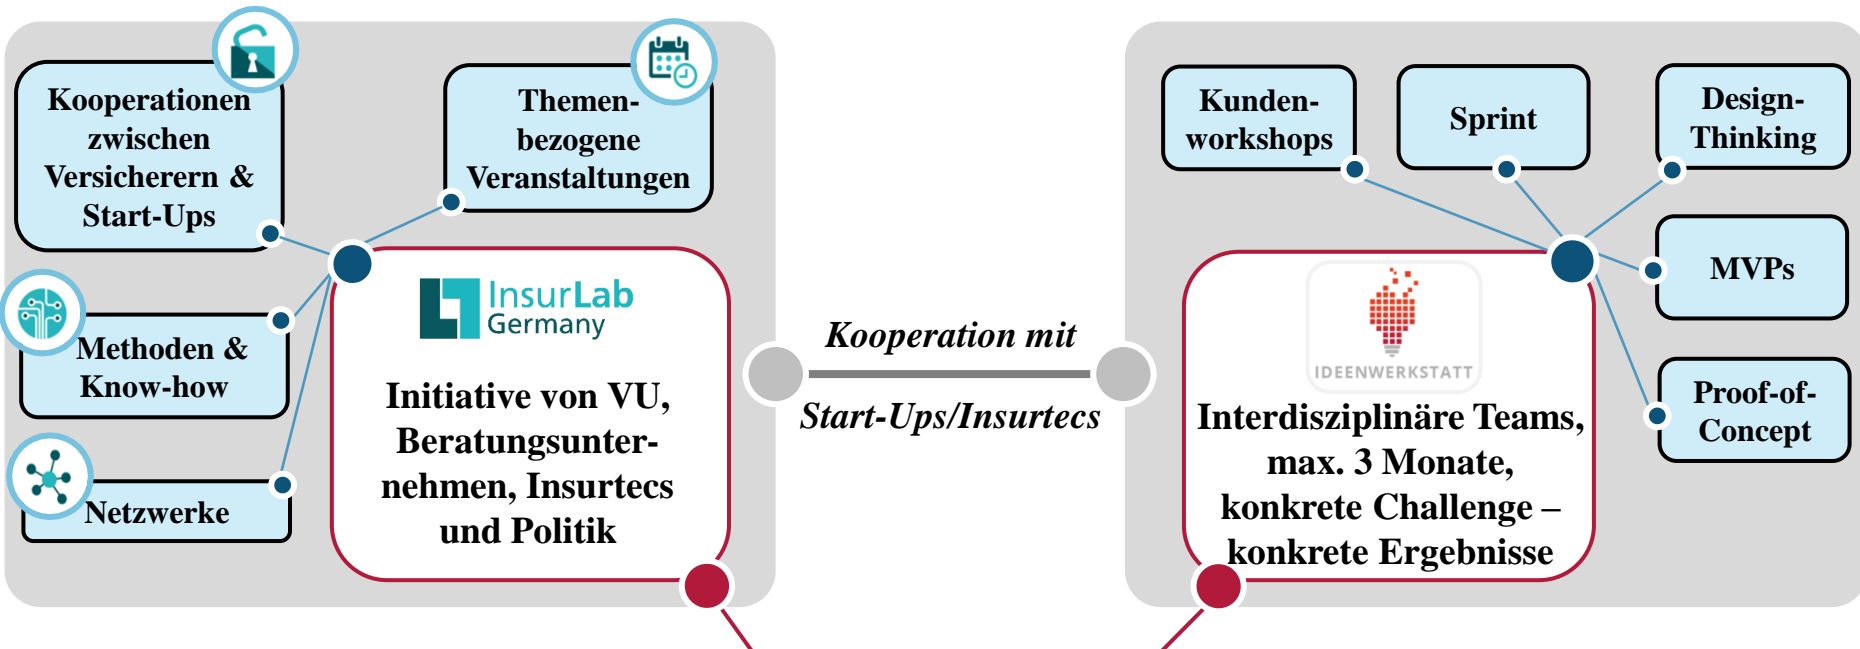 Kooperationen
zwischen
Versicherern &
Start-Ups
Themen-
bezogene
Veranstaltungen
Methoden &
Know-how
Netzwerke
InsurLab
Germany
Initiative von VU,
Beratungsunter-
nehmen, Insurtecs
und Politik
Kooperation mit
Start-Ups/Insurtecs
Kunden-
workshops
Sprint
Design-
Thinking
MVPs
Proof-of-
Concept
IDEENWERKSTATT
Interdisziplinäre Teams,
max. 3 Monate,
konkrete Challenge –
konkrete Ergebnisse